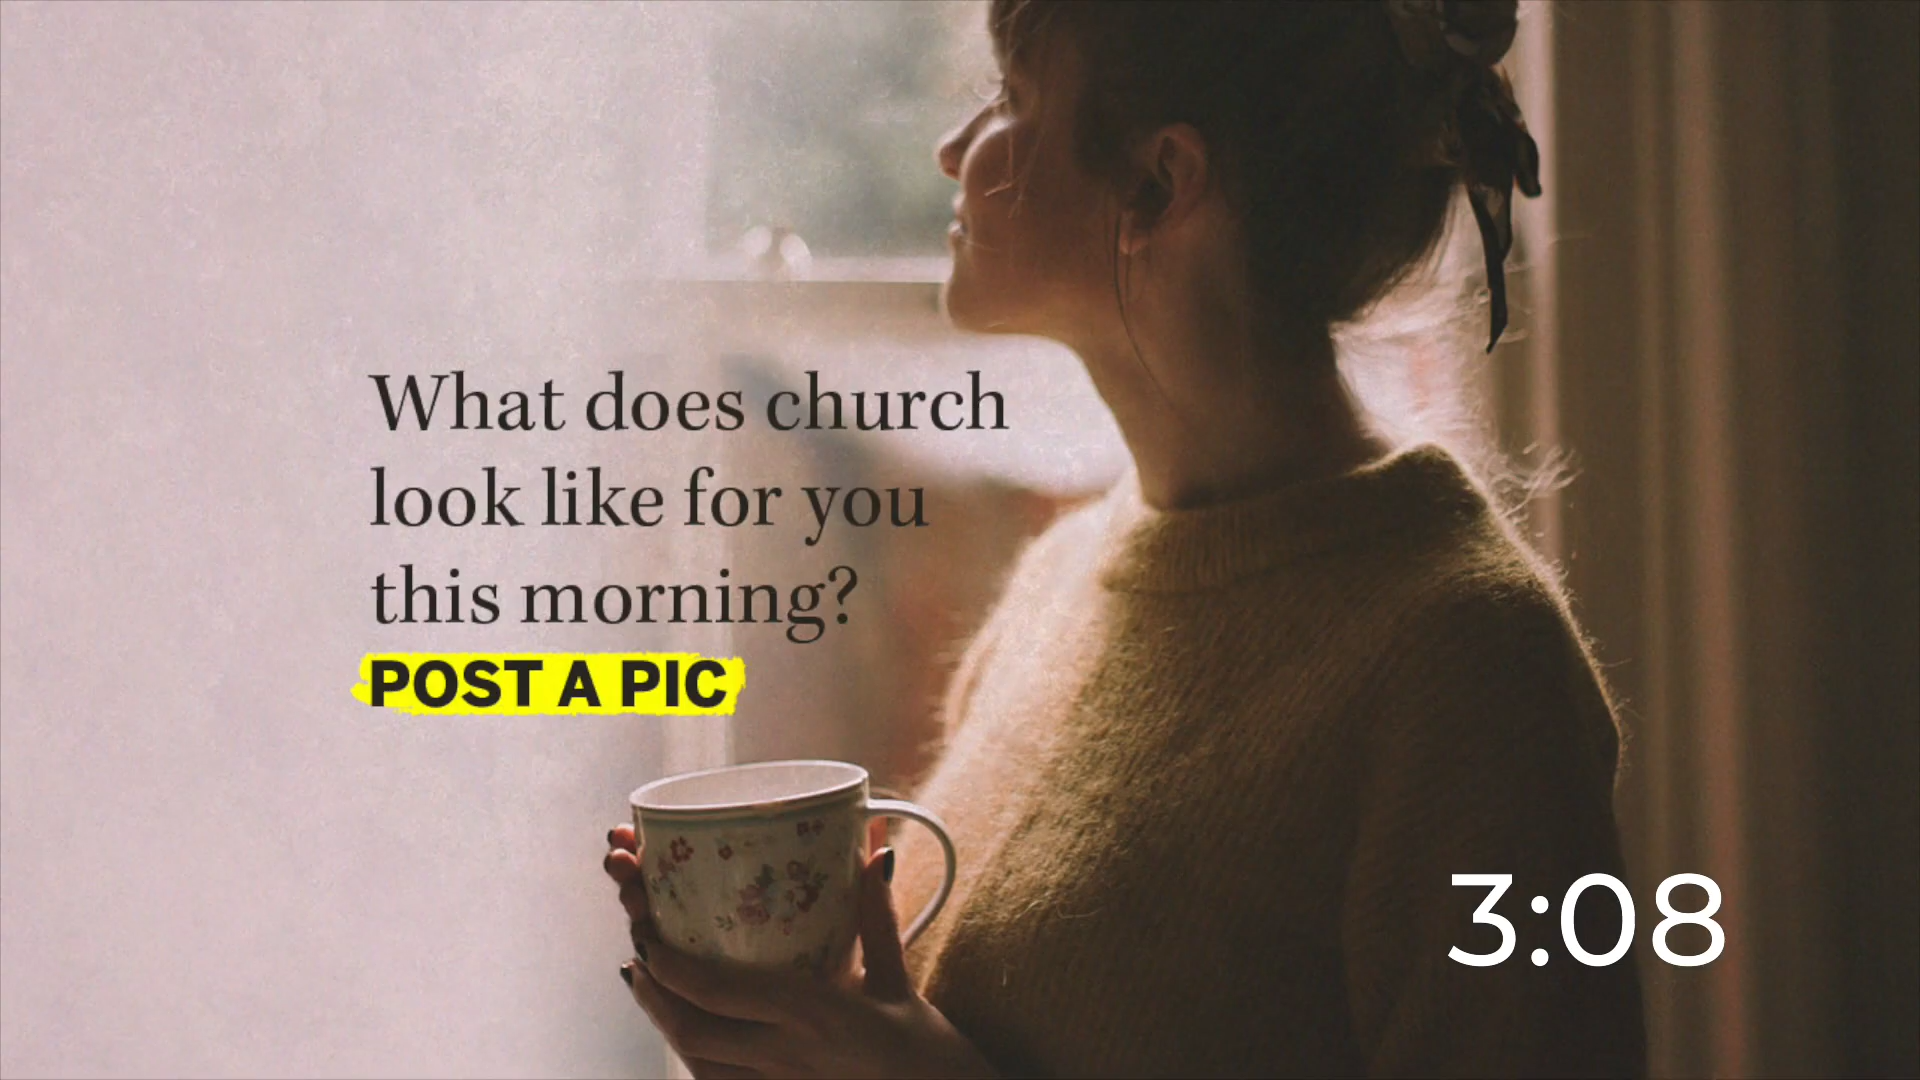 What does church
look like for you
this morning?
POST A PIC
3:08